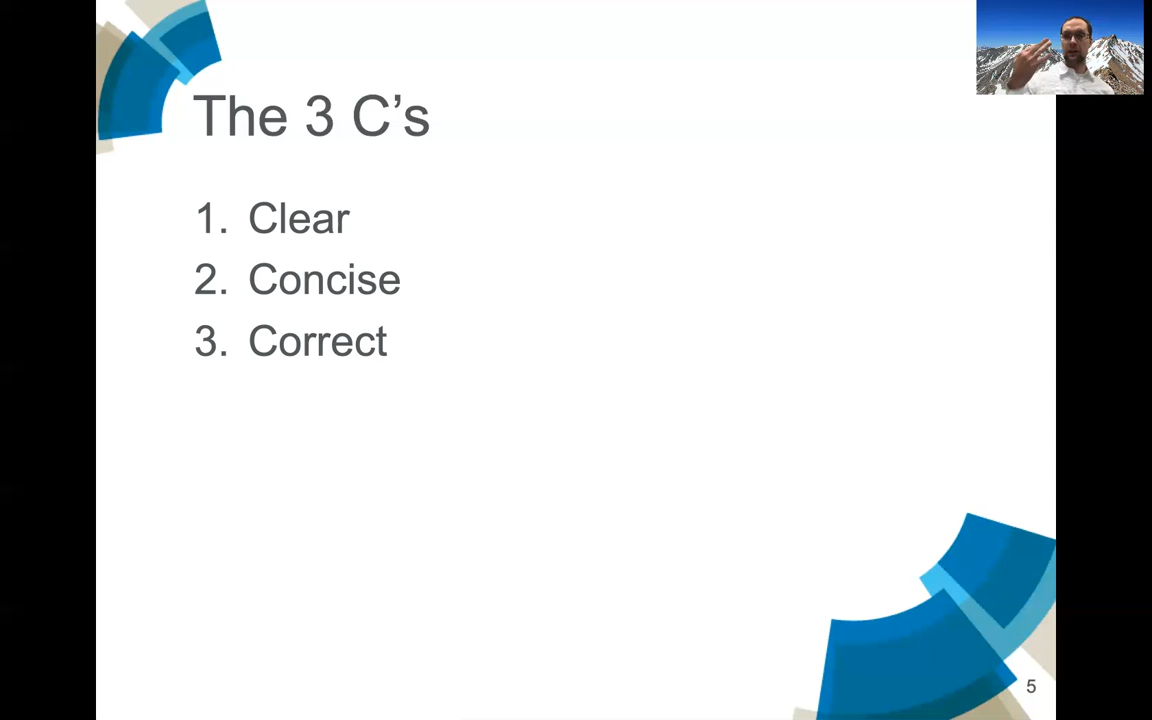 The 3 C’s
1. Clear
2. Concise
3. Correct
5